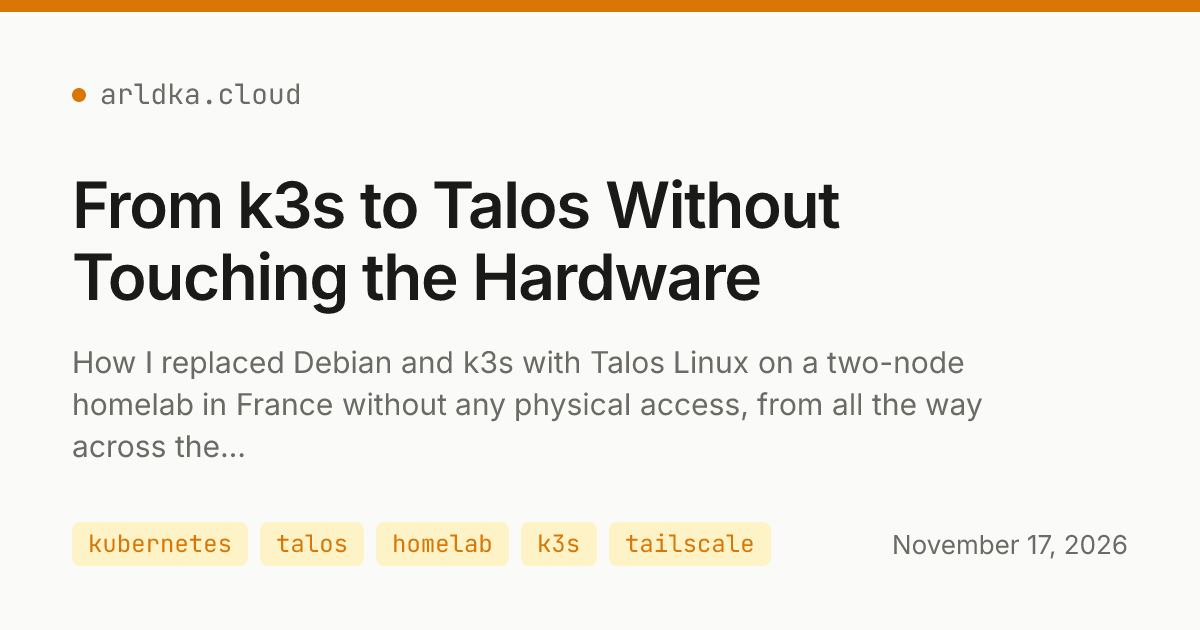 arldka.cloud
From k3s to Talos Without
Touching the Hardware
How I replaced Debian and k3s with Talos Linux on a two-node
homelab in France without any physical access, from all the way
across the...
kubernetes talos homelab k3s tailscale November 17, 2026